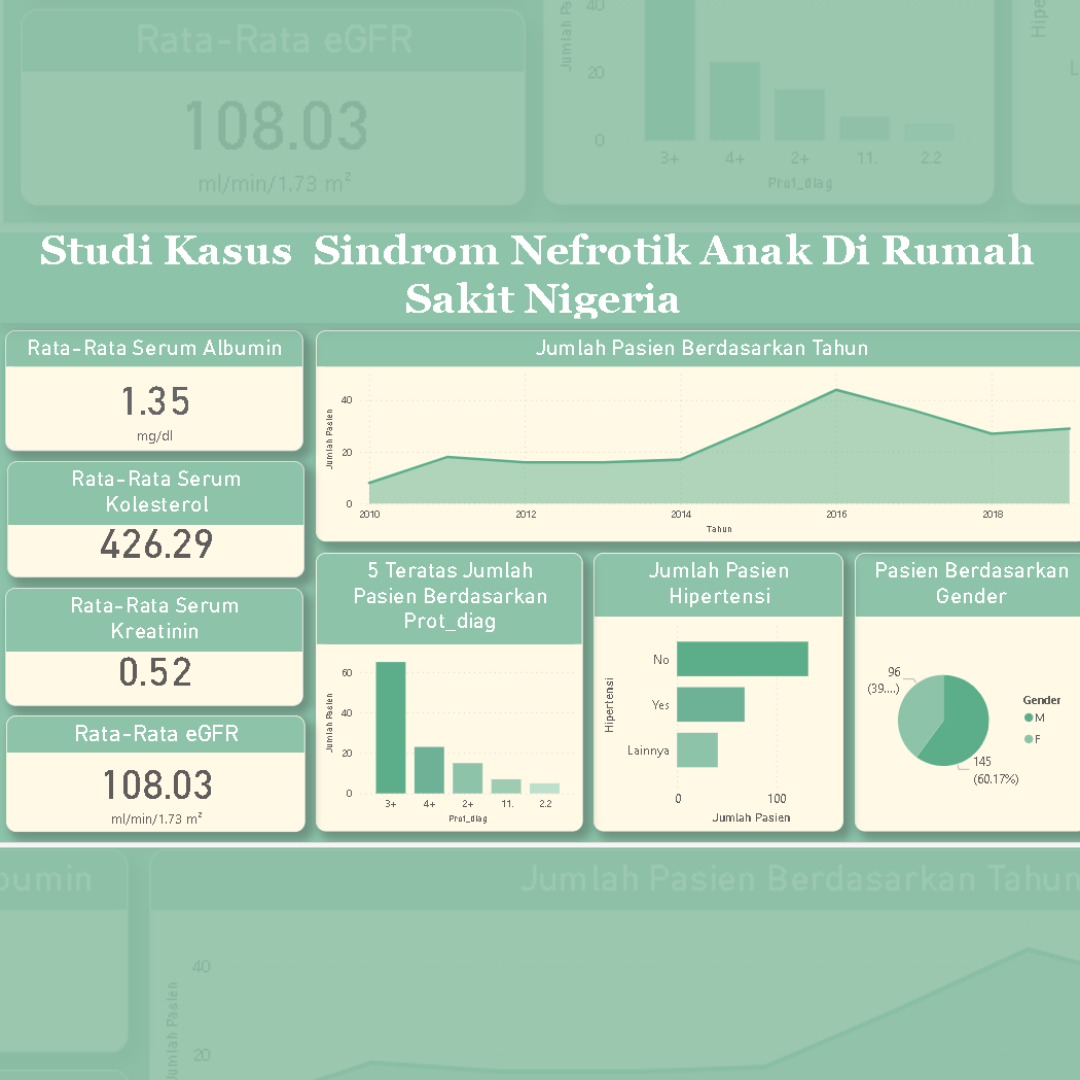 Rata-Rata eGFR
108.03
ml/min/1.73 m²
40
20
0
3+
4+
2+
11.
2.2
Prot_diag
Studi Kasus Sindrom Nefrotik Anak Di Rumah
Sakit Nigeria
Rata-Rata Serum Albumin
1.35
mg/dl
Rata-Rata Serum
Kolesterol
426.29
Rata-Rata Serum
Kreatinin
0.52
Rata-Rata eGFR
108.03
ml/min/1.73 m²
Jumlah Pasien Berdasarkan Tahun
Jumlah Pasien
40
20
0
2010
2012
2014
2016
2018
Tahun
5 Teratas Jumlah
Pasien Berdasarkan
Prot_diag
Jumlah Pasien
60
40
20
0
3+
4+
2+
11.
2.2
Prot_diag
Jumlah Pasien
Hipertensi
Hipertensi
No
Yes
Lainnya
0
100
Jumlah Pasien
Pasien Berdasarkan
Gender
96
(39....)
145
(60.17%)
Gender
M
F
Jumlah Pasien Berdasarkan Tahun
Jumlah Pasien
40
20